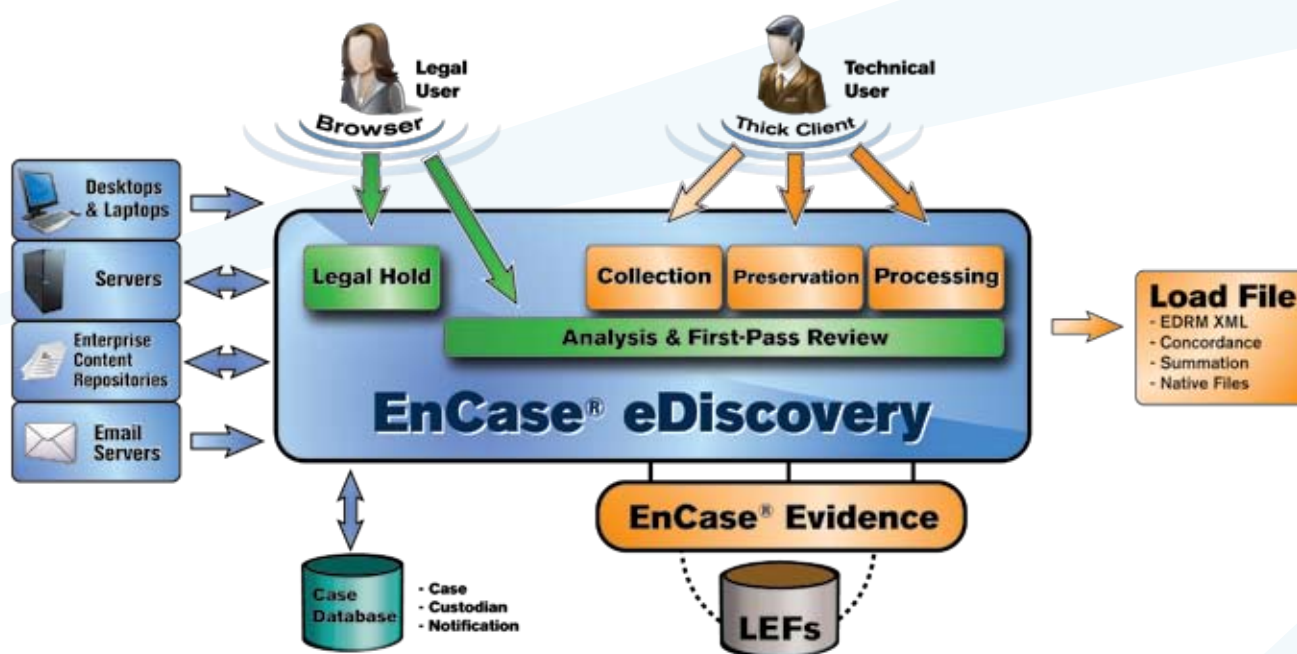 Legal
User
Browser
Technical
User
Thick Client
Desktops
& Laptops
Servers
Enterprise
Content
Repositories
Email
Servers
Legal Hold
Collection
Preservation
Processing
Analysis & First-Pass Review
EnCase® eDiscovery
Load File
- EDRM XML
- Concordance
- Summation
- Native Files
EnCase® Evidence
LEFs
Case
Database
- Case
- Custodian
- Notification